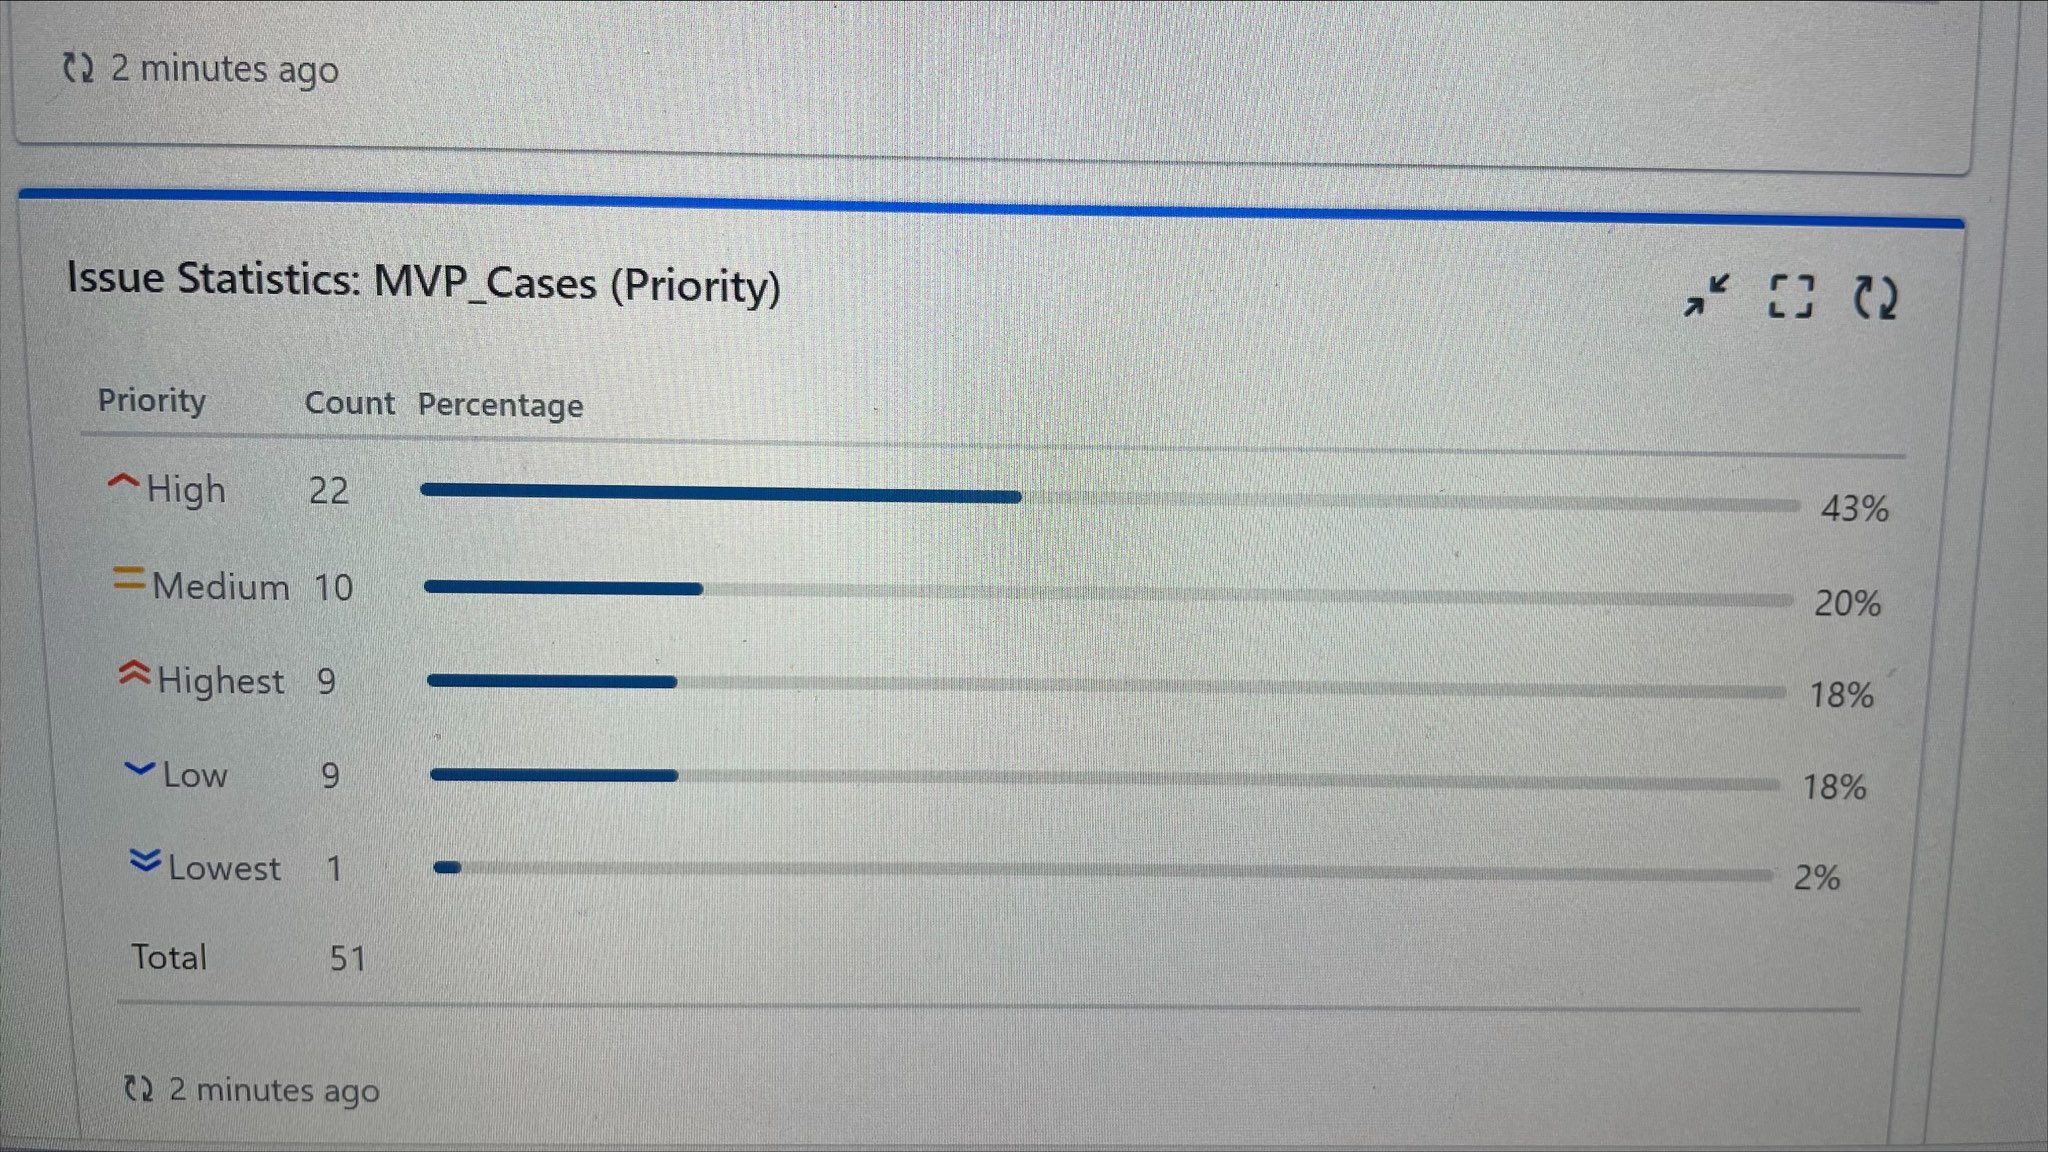 2 minutes ago
Issue Statistics: MVP_Cases (Priority)
Priority Count Percentage
High 22 43%
Medium 10 20%
Highest 9 18%
Low 9 18%
Lowest 1 2%
Total 51
2 minutes ago